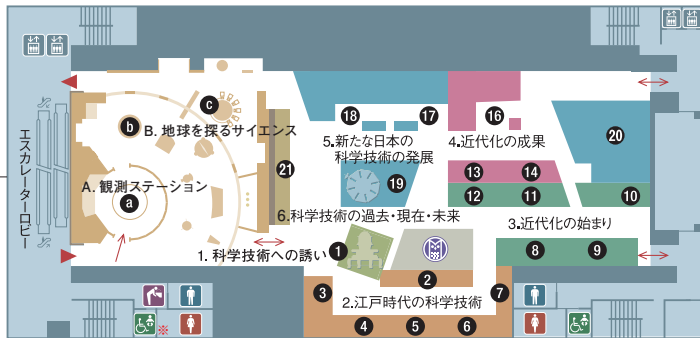 エスカレーターロビー
c
b
B. 地球を探るサイエンス
A. 観測ステーション
a
18
17
16
5.新たな日本の
科学技術の発展
4.近代化の成果
20
21
19
13
14
12
11
10
6.科学技術の過去・現在・未来
3.近代化の始まり
1. 科学技術への誘い
1
8
9
2
3
2.江戸時代の科学技術
7
4
5
6
※